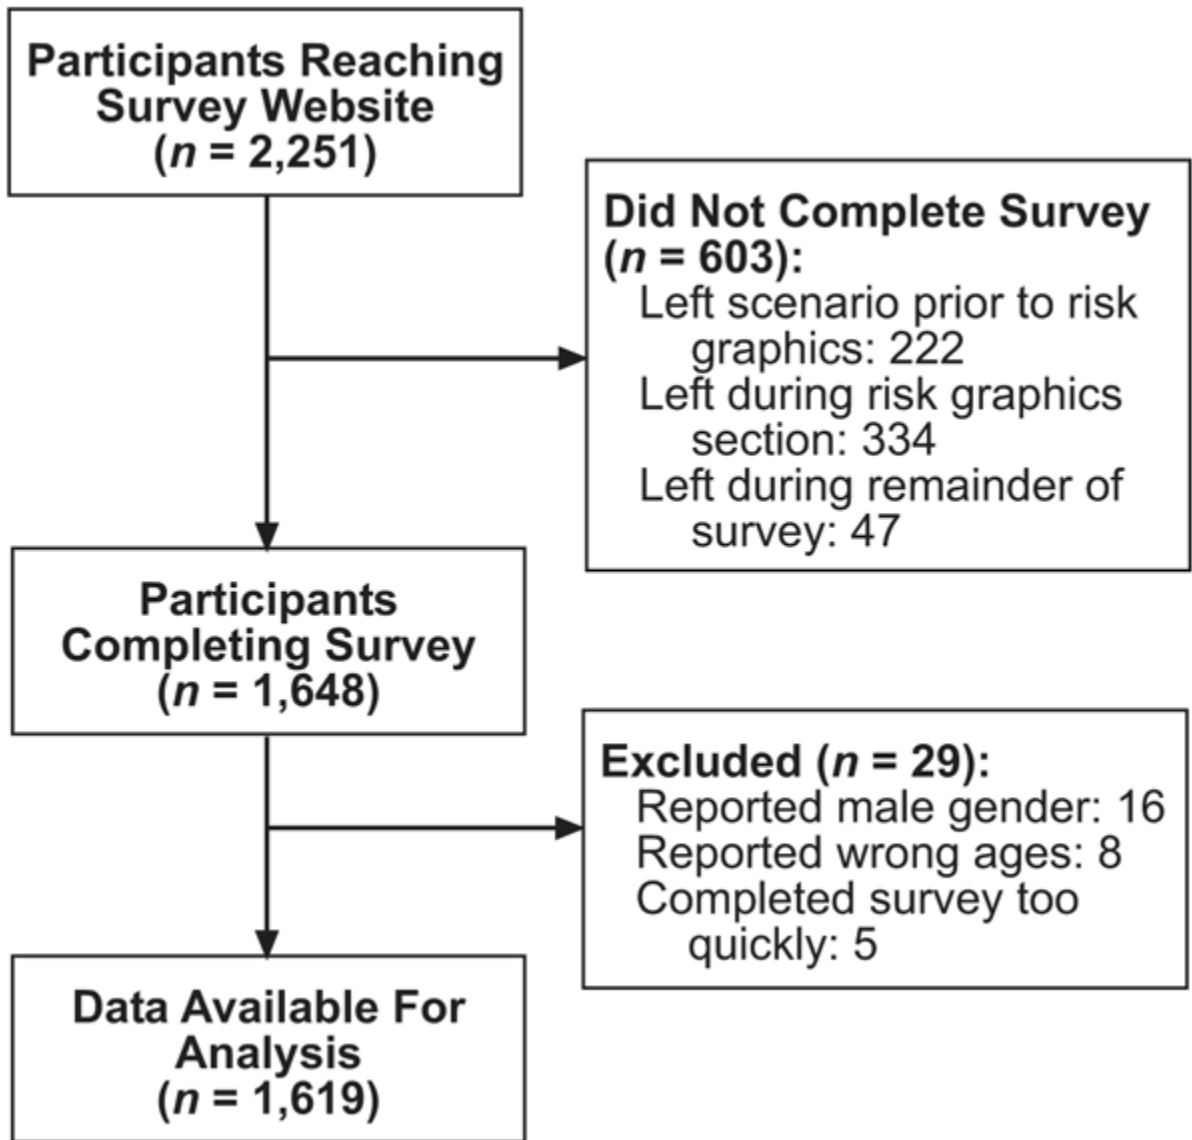 Participants Reaching
Survey Website
(n = 2,251)
Did Not Complete Survey
(n = 603):
Left scenario prior to risk
graphics: 222
Left during risk graphics
section: 334
Left during remainder of
survey: 47
Participants
Completing Survey
(n = 1,648)
Excluded (n = 29):
Reported male gender: 16
Reported wrong ages: 8
Completed survey too
quickly: 5
Data Available For
Analysis
(n = 1,619)